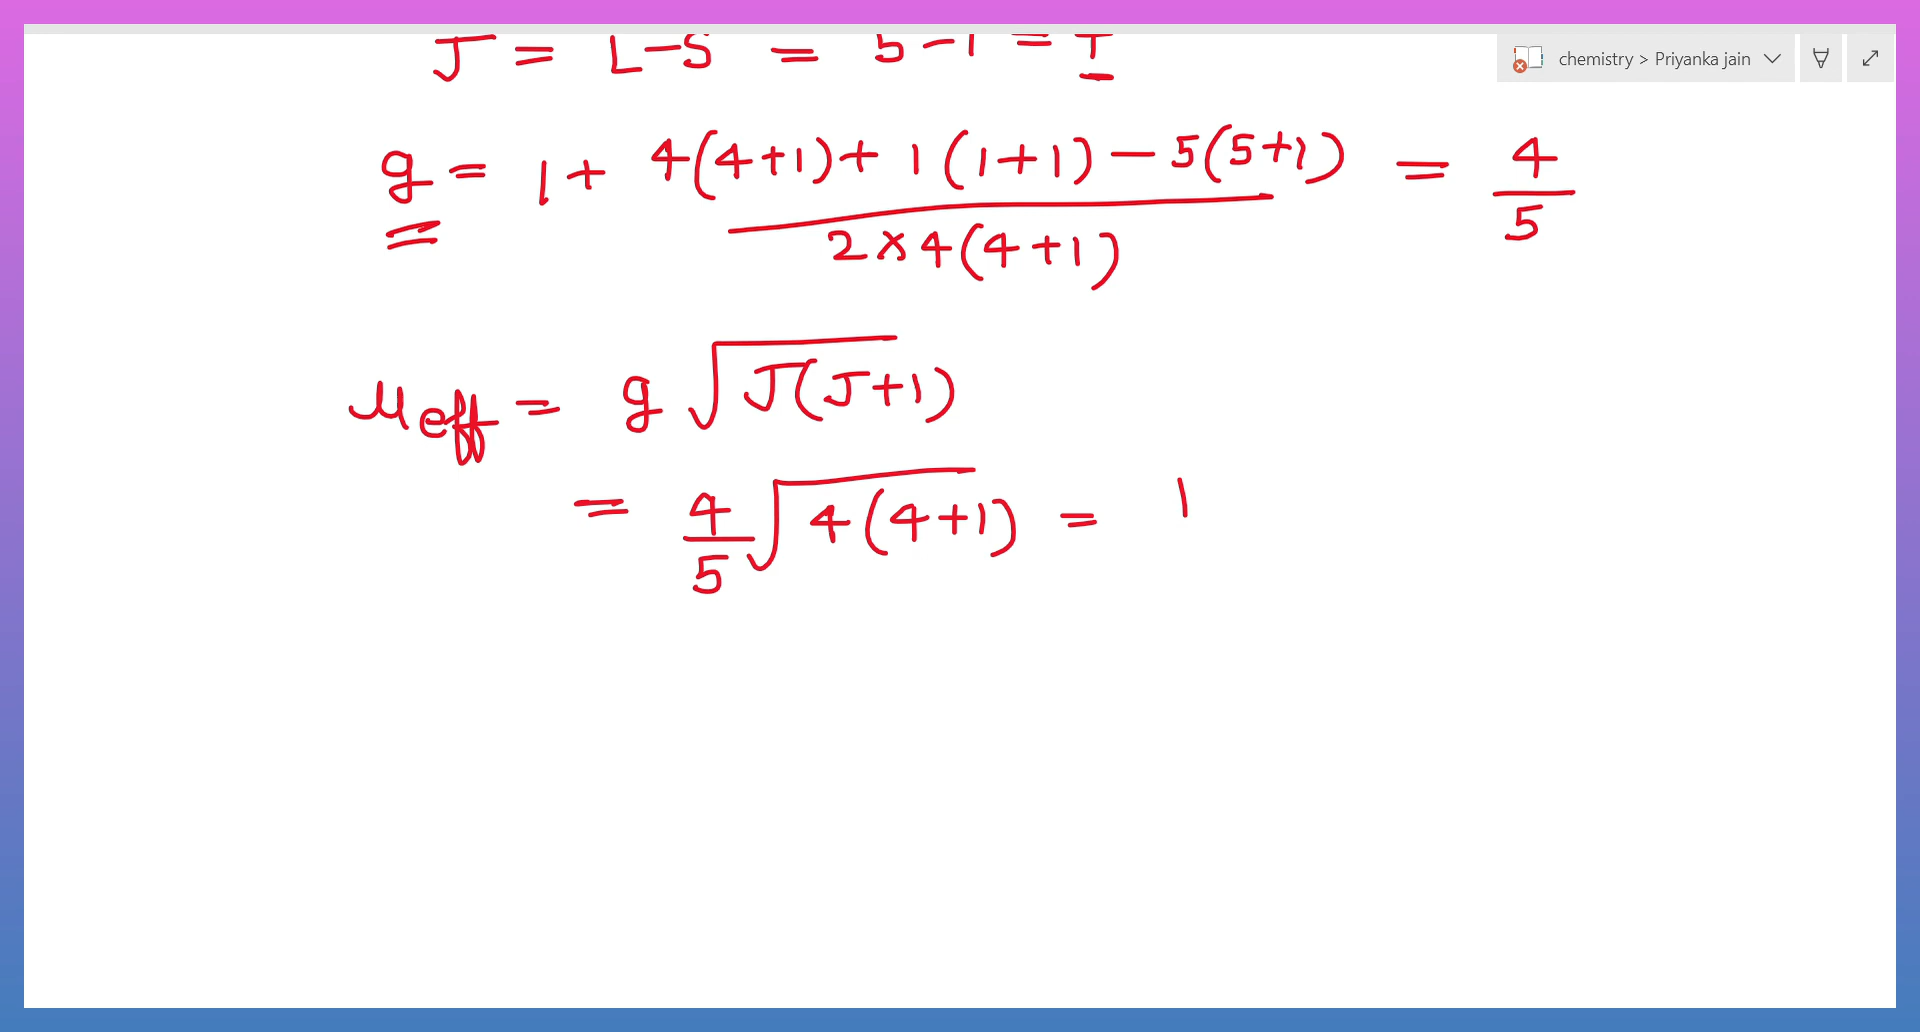 J = L-S = 5-1 = 4
chemistry > Priyanka jain
g = 1 + 4(4+1) + 1(1+1) - 5(5+1) / 2×4(4+1) = 4/5
μeff = g √J(J+1)
= 4/5 √4(4+1) = 1